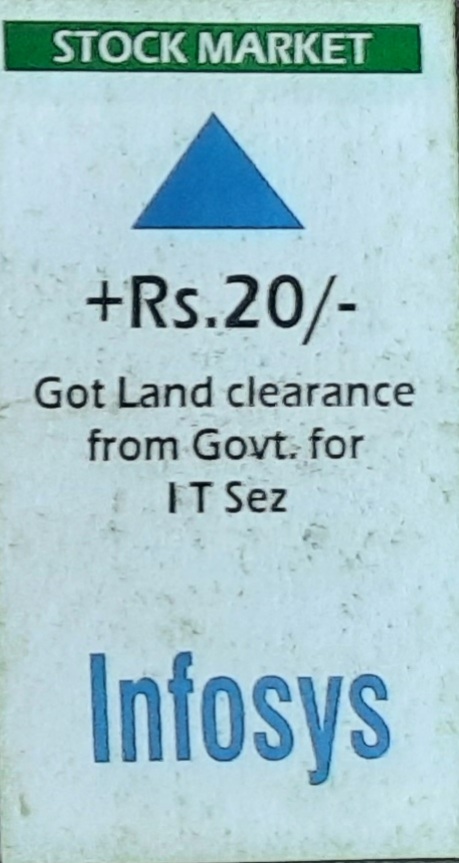 STOCK MARKET
+Rs.20/-
Got Land clearance
from Govt. for
I T Sez
Infosys